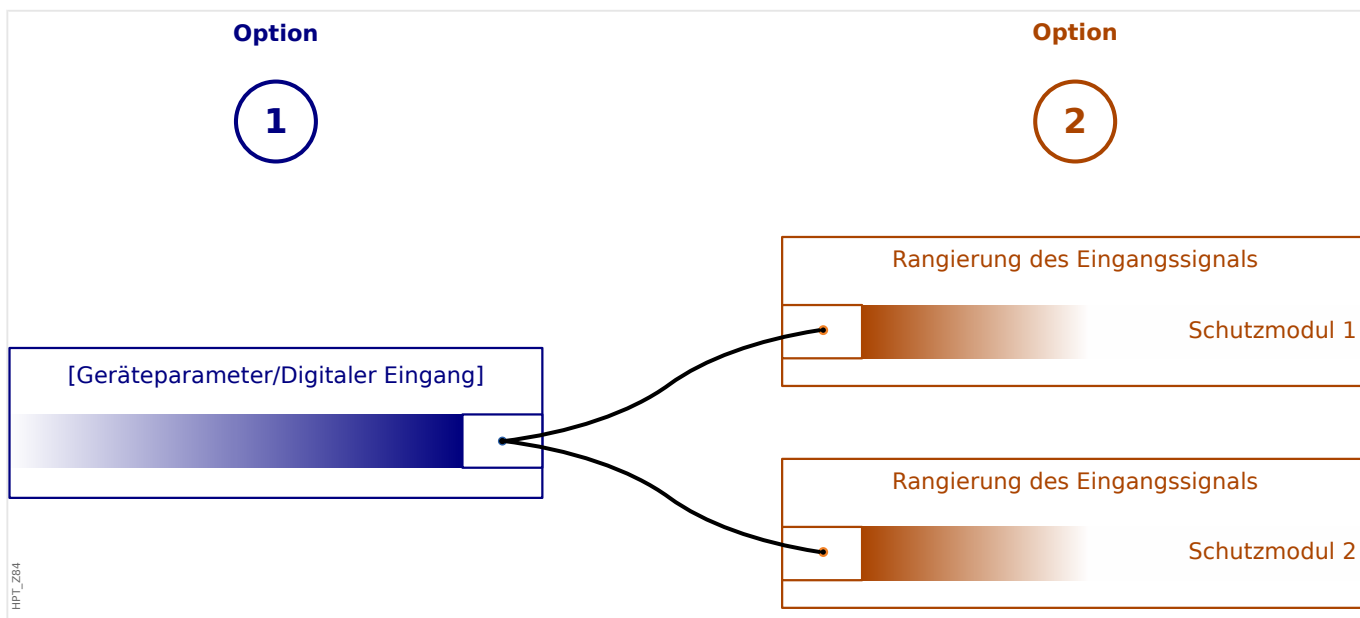 Option
1
[Geräteparameter/Digitaler Eingang]
Option
2
Rangierung des Eingangssignals
Schutzmodul 1
Rangierung des Eingangssignals
Schutzmodul 2
HPT_Z84